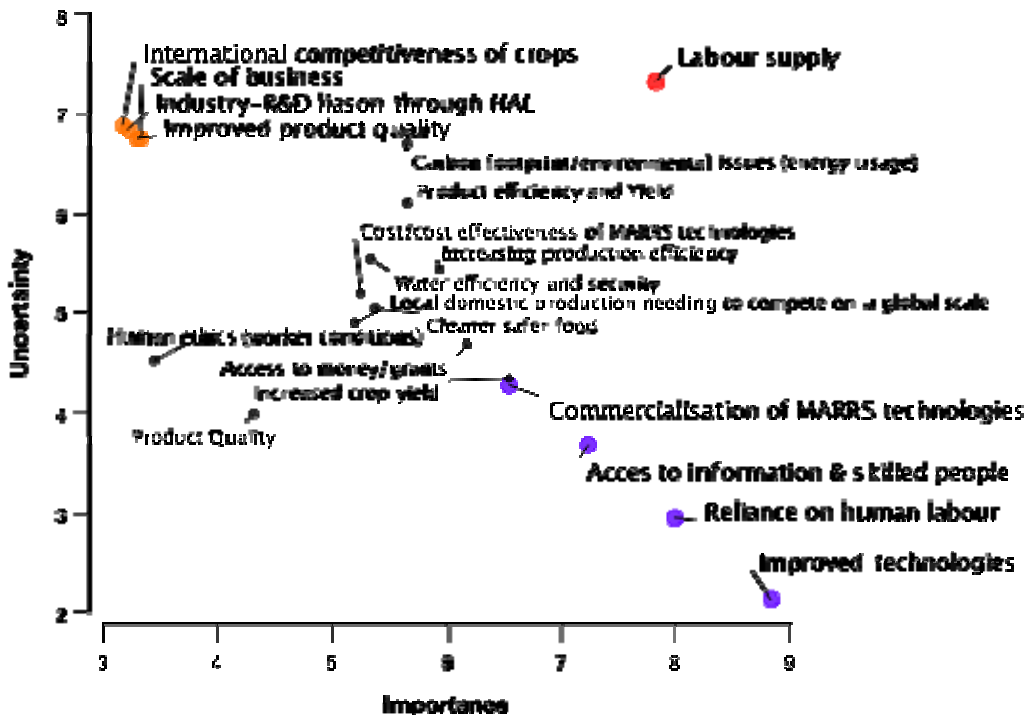 8
International competitiveness of crops
Labour supply
Scale of business
Industry-R&D liason through HAL
7
Improved product quality
Carbon footprint/environmental issues (energy usage)
Product efficiency and Yield
6
Cost/cost effectiveness of MARRS technologies
Increasing production efficiency
Water efficiency and security
Local domestic production needing to compete on a global scale
5
Cleaner safer food
Human ethics (worker conditions)
Access to money/grants
Increased crop yield
4
Commercialisation of MARRS technologies
Product Quality
Acces to information & skilled people
3
Reliance on human labour
Improved technologies
2
Uncertainty
3 4 5 6 7 8 9
Importance